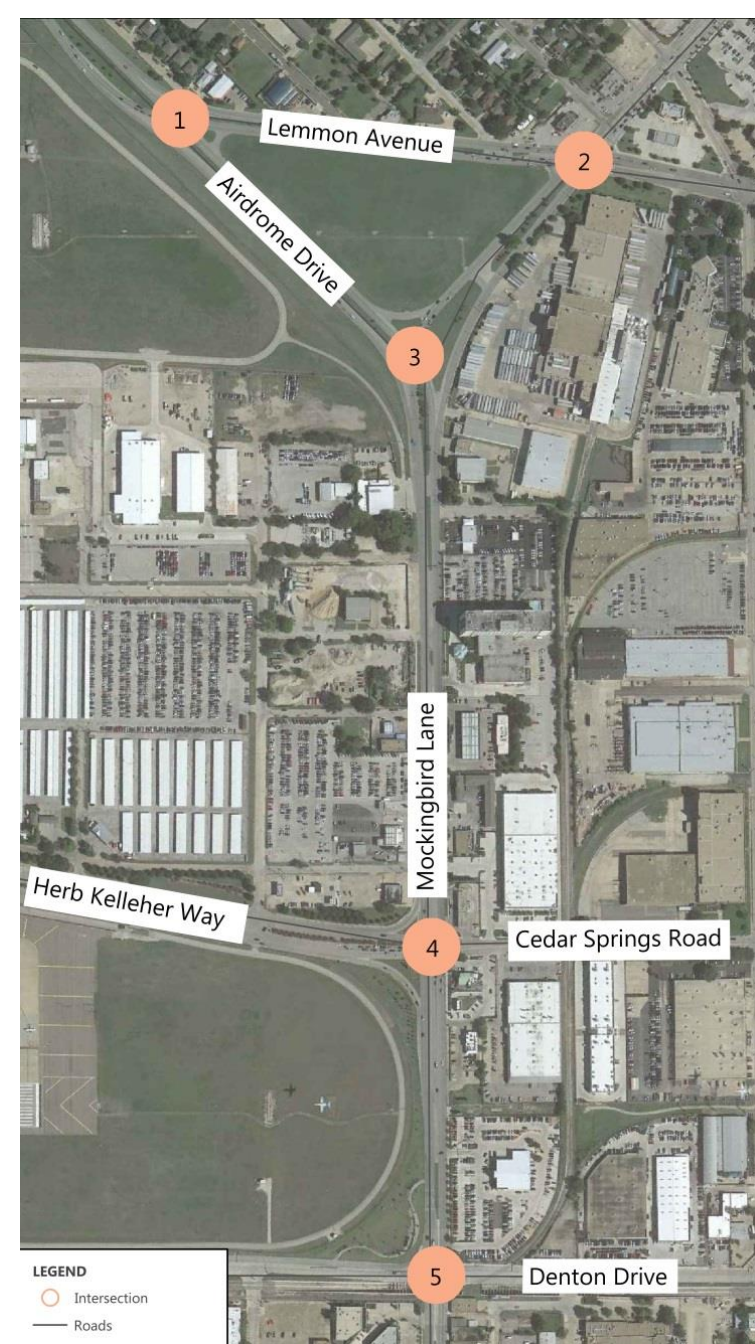 1
Lemmon Avenue
2
Airdrome Drive
3
Mockingbird Lane
Herb Kelleher Way
4
Cedar Springs Road
5
Denton Drive
LEGEND
Intersection
Roads